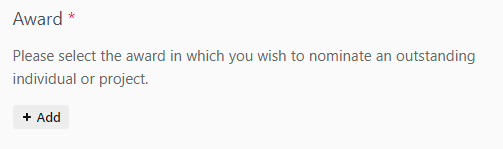 Award *
Please select the award in which you wish to nominate an outstanding
individual or project.
+ Add